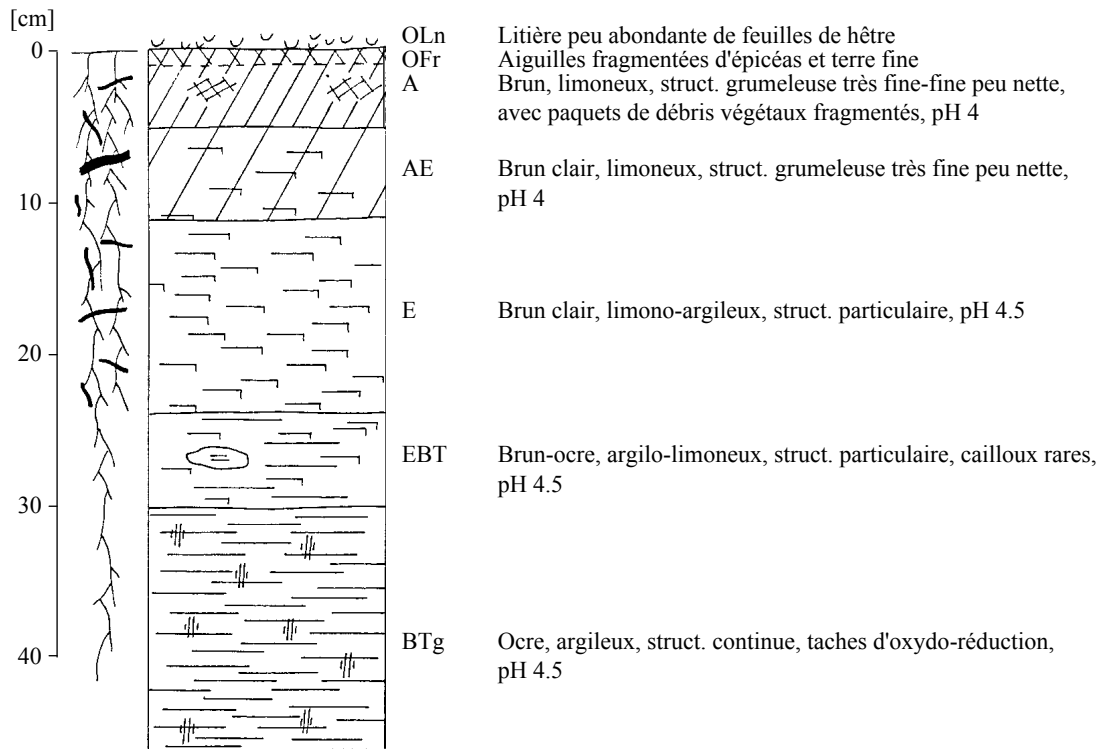 [cm]
OLn Litière peu abondante de feuilles de hêtre
0
OFr Aiguilles fragmentées d'épicéas et terre fine
A Brun, limoneux, struct. grumeleuse très fine-fine peu nette,
avec paquets de débris végétaux fragmentés, pH 4
AE Brun clair, limoneux, struct. grumeleuse très fine peu nette,
pH 4
10
E Brun clair, limono-argileux, struct. particulaire, pH 4.5
20
EBT Brun-ocre, argilo-limoneux, struct. particulaire, cailloux rares,
pH 4.5
30
BTg Ocre, argileux, struct. continue, taches d'oxydo-réduction,
40
pH 4.5